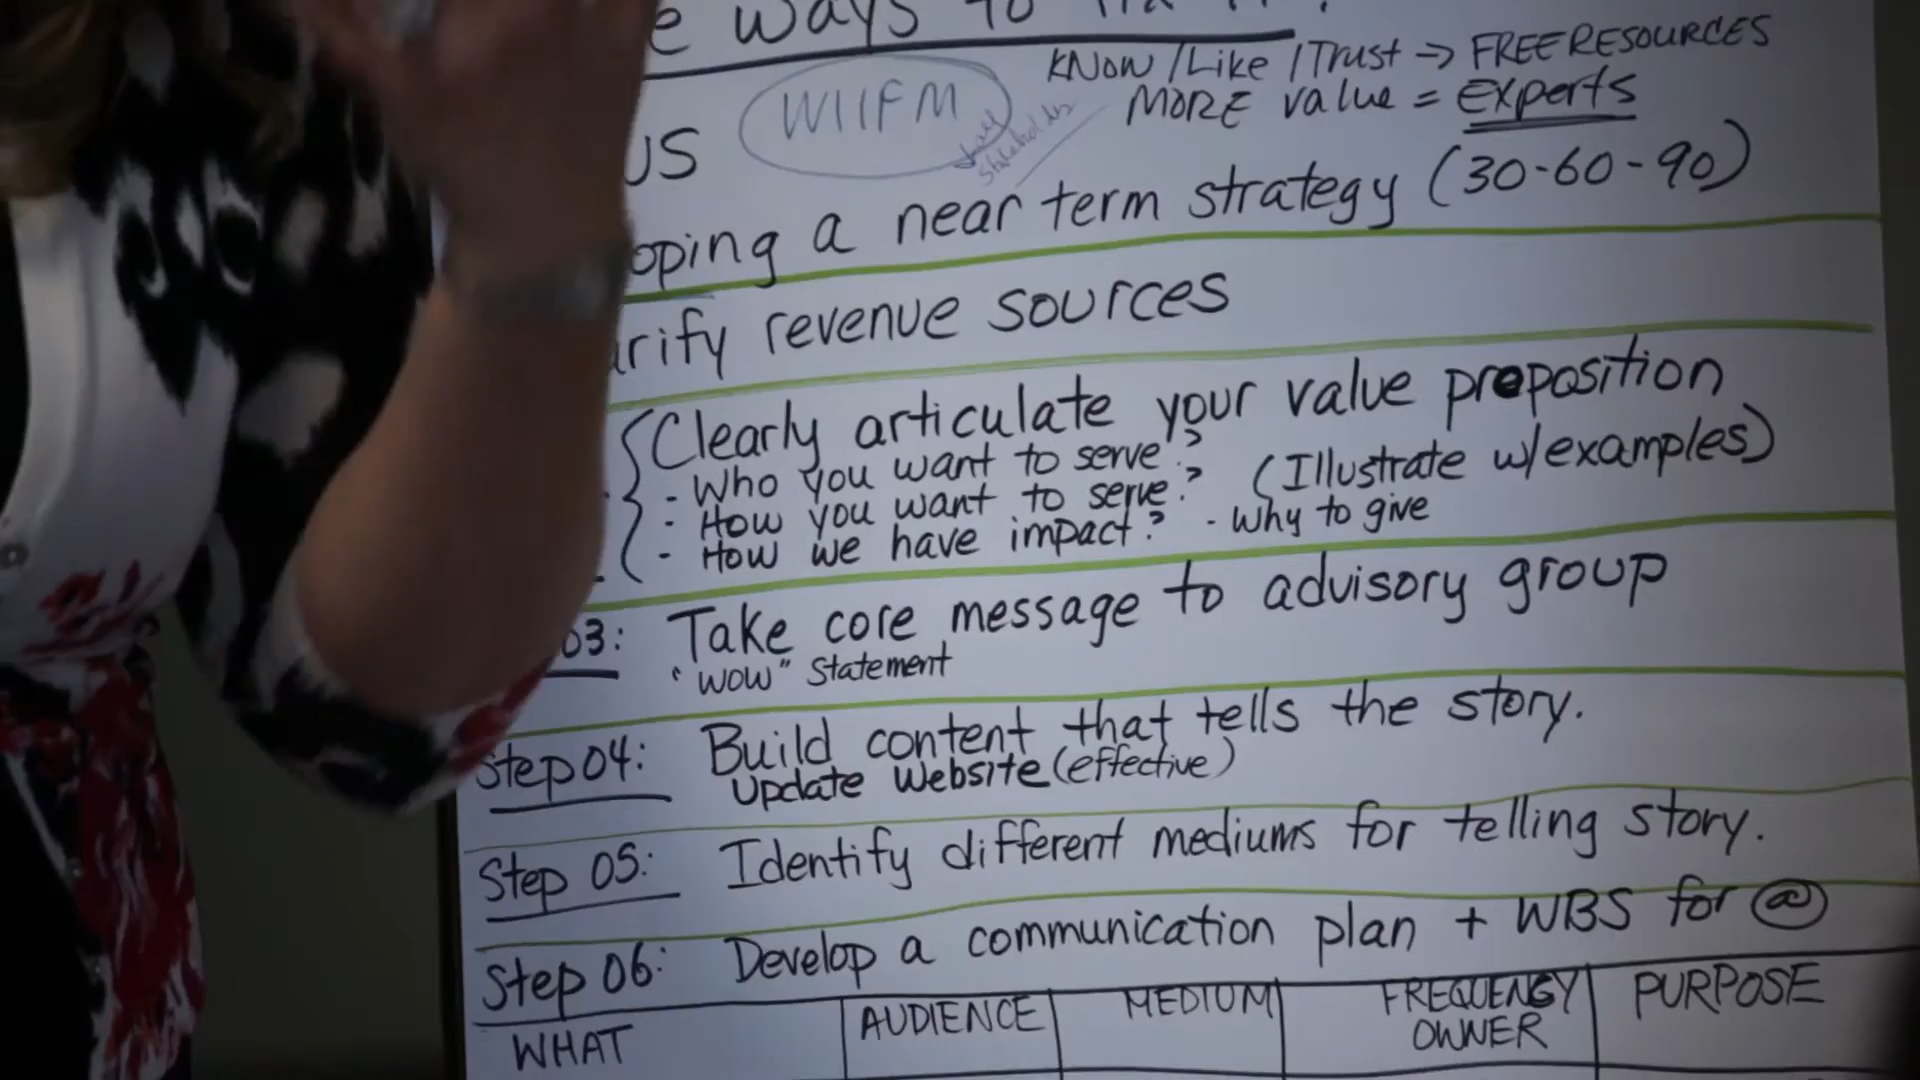 ways to
KNOW / Like / Trust -> FREE RESOURCES
MORE value = experts
WIIFM
US
stakeholders
oping a near term strategy (30-60-90)
rify revenue sources
Clearly articulate your value proposition
- Who you want to serve?
- How you want to serve? (Illustrate w/examples)
- How we have impact? - Why to give
03: Take core message to advisory group
"WOW" Statement
Step 04: Build content that tells the story.
Update Website (effective)
Step 05: Identify different mediums for telling story.
Step 06: Develop a communication plan + WBS for @
WHAT AUDIENCE MEDIUM FREQUENCY OWNER PURPOSE